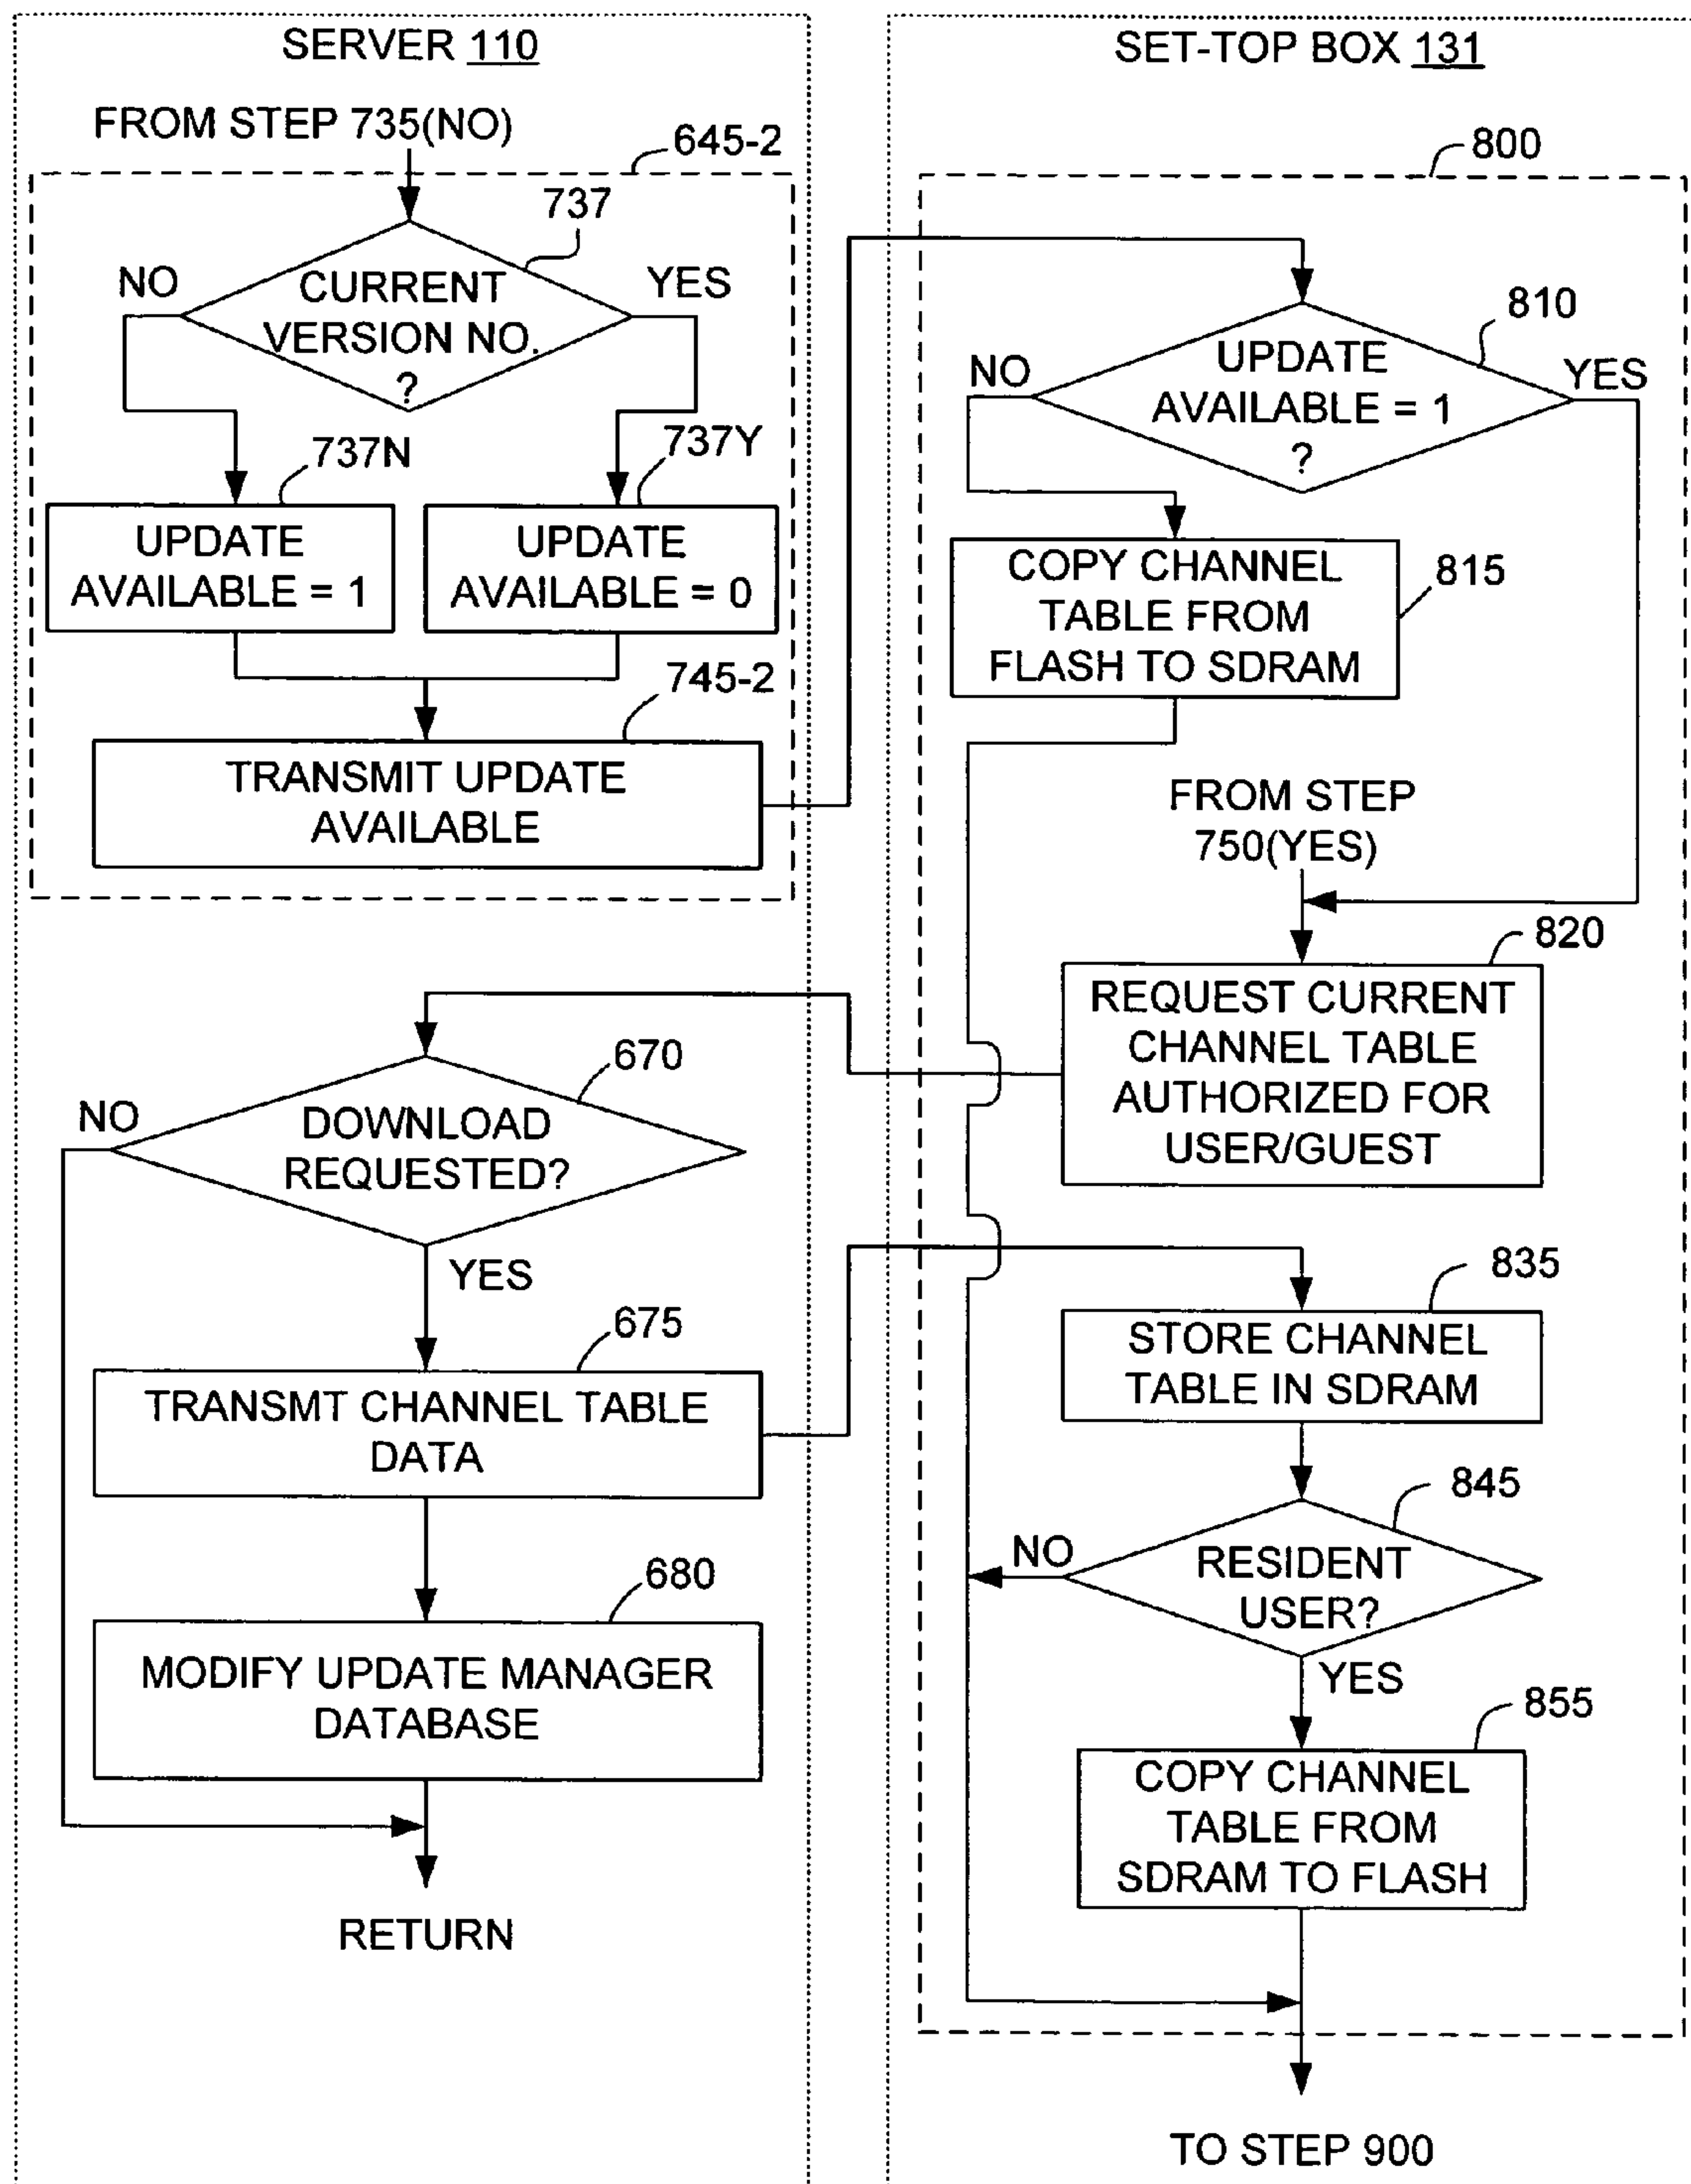 SERVER 110
FROM STEP 735(NO)
645-2
737
NO
CURRENT
VERSION NO.
?
YES
737N
737Y
UPDATE
AVAILABLE = 1
UPDATE
AVAILABLE = 0
745-2
TRANSMIT UPDATE
AVAILABLE
670
NO
DOWNLOAD
REQUESTED?
YES
675
TRANSMT CHANNEL TABLE
DATA
680
MODIFY UPDATE MANAGER
DATABASE
RETURN
SET-TOP BOX 131
800
810
NO
UPDATE
AVAILABLE = 1
?
YES
COPY CHANNEL
TABLE FROM
FLASH TO SDRAM
815
FROM STEP
750(YES)
820
REQUEST CURRENT
CHANNEL TABLE
AUTHORIZED FOR
USER/GUEST
835
STORE CHANNEL
TABLE IN SDRAM
845
NO
RESIDENT
USER?
YES
855
COPY CHANNEL
TABLE FROM
SDRAM TO FLASH
TO STEP 900